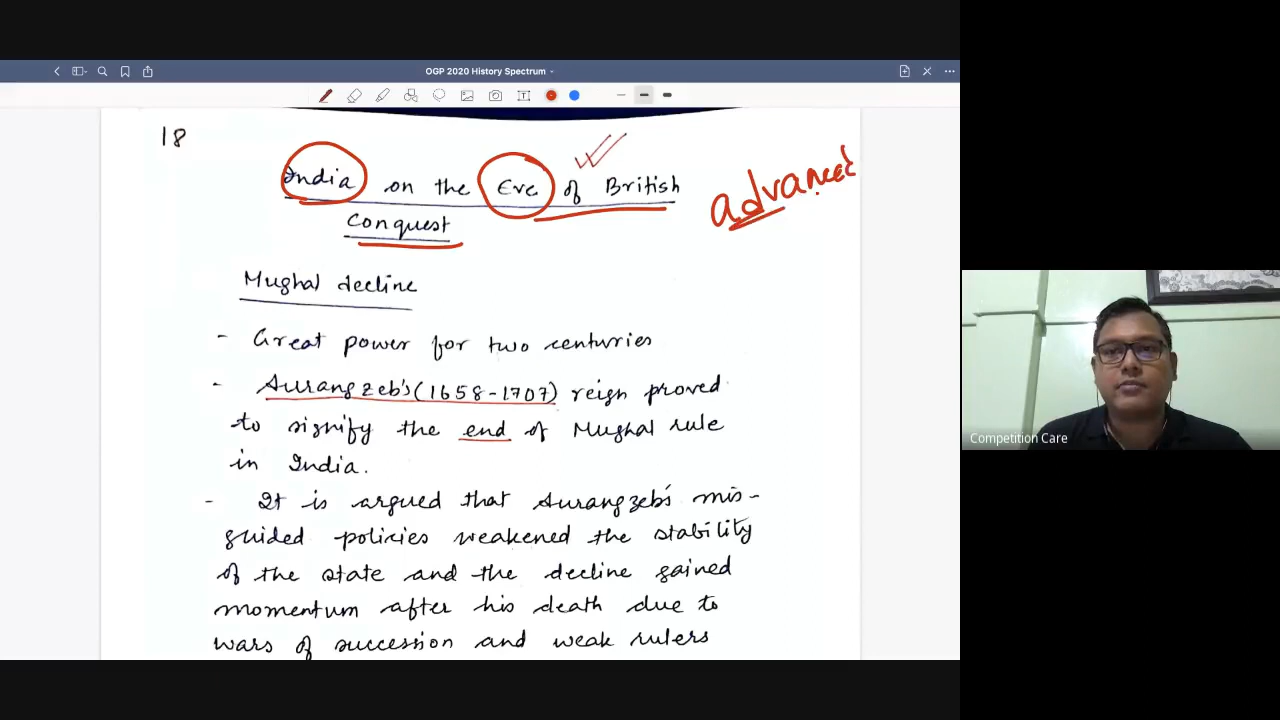 OGP 2020 History Spectrum
18
India on the Eve of British
Conquest
advanced
Mughal decline
- Great power for two centuries
- Aurangzeb's (1658-1707) reign proved
to signify the end of Mughal rule
in India.
- It is argued that Aurangzeb's mis-
guided policies weakened the stability
of the state and the decline gained
momentum after his death due to
wars of succession and weak rulers
Competition Care